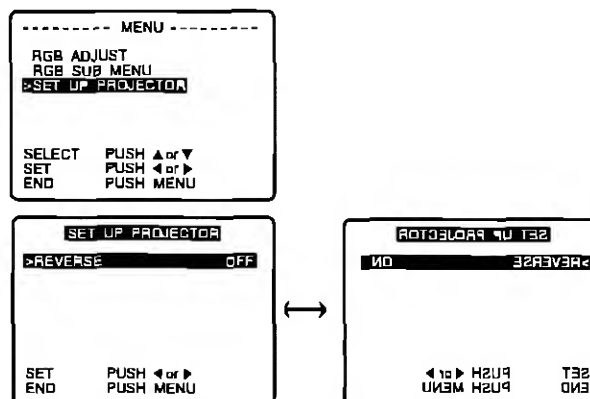 ---------- MENU ----------
RGB ADJUST
RGB SUB MENU
>SET UP PROJECTOR
SELECT PUSH ▲ or ▼
SET PUSH ◀ or ▶
END PUSH MENU
SET UP PROJECTOR
>REVERSE OFF
SET PUSH ◀ or ▶
END PUSH MENU
SET UP PROJECTOR
>REVERSE ON
SET PUSH ◀ or ▶
END PUSH MENU